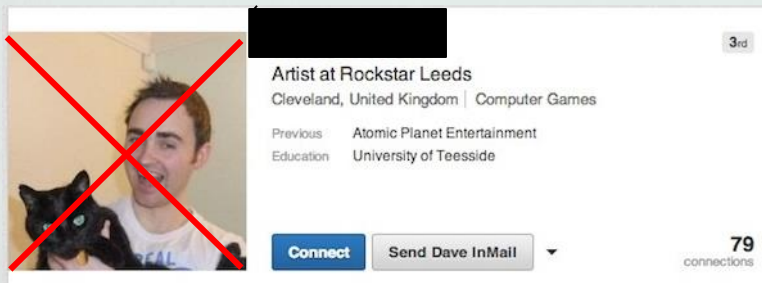 3rd
Artist at Rockstar Leeds
Cleveland, United Kingdom | Computer Games
Previous Atomic Planet Entertainment
Education University of Teesside
EAL
Connect Send Dave InMail 79
connections